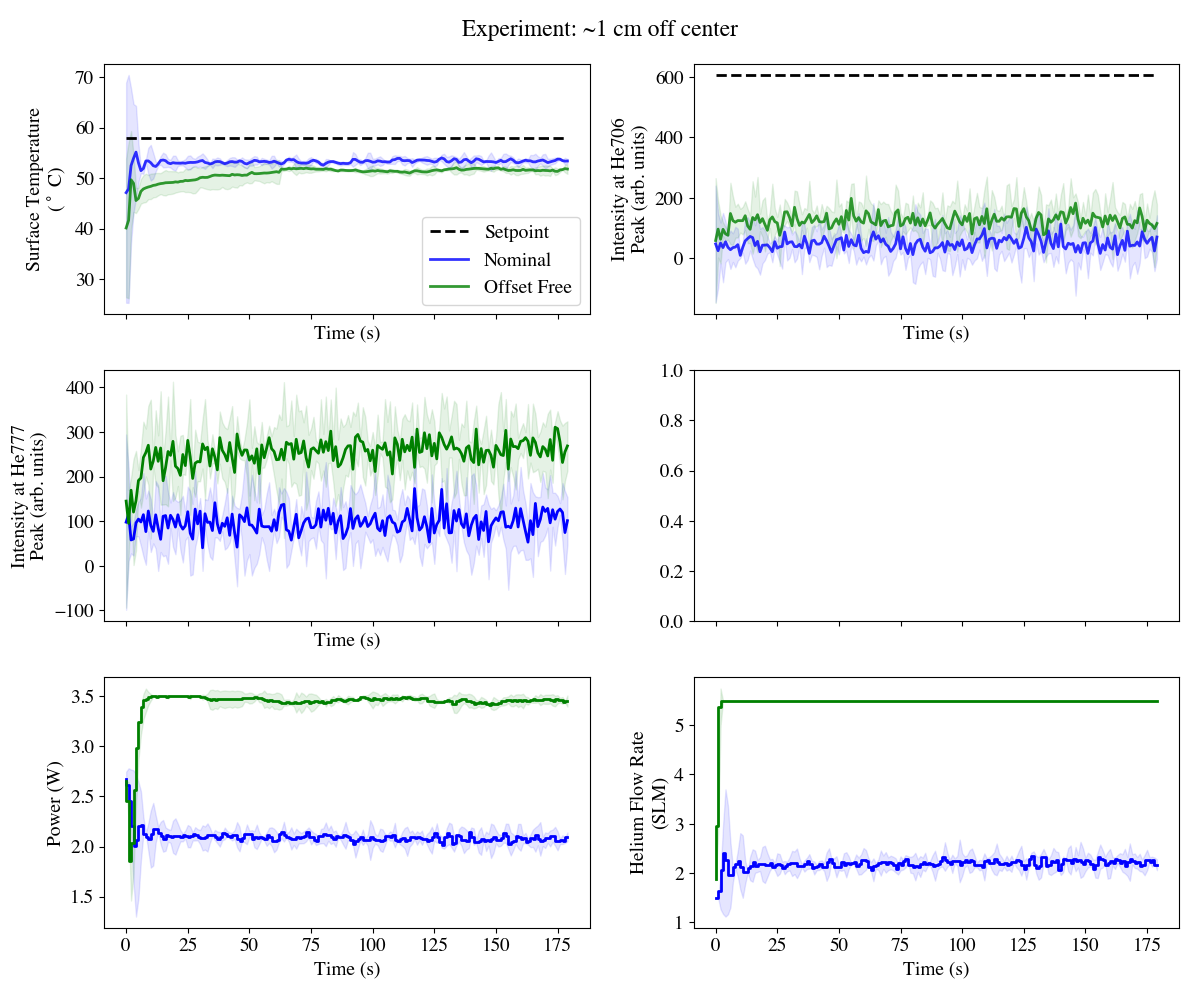 Experiment: ~1 cm off center
Surface Temperature
(° C)
70
60
50
40
30
Setpoint
Nominal
Offset Free
Time (s)
Intensity at He706
Peak (arb. units)
600
400
200
0
Time (s)
Intensity at He777
Peak (arb. units)
400
300
200
100
0
−100
Time (s)
1.0
0.8
0.6
0.4
0.2
0.0
Power (W)
3.5
3.0
2.5
2.0
1.5
0 25 50 75 100 125 150 175
Time (s)
Helium Flow Rate
(SLM)
5
4
3
2
1
0 25 50 75 100 125 150 175
Time (s)